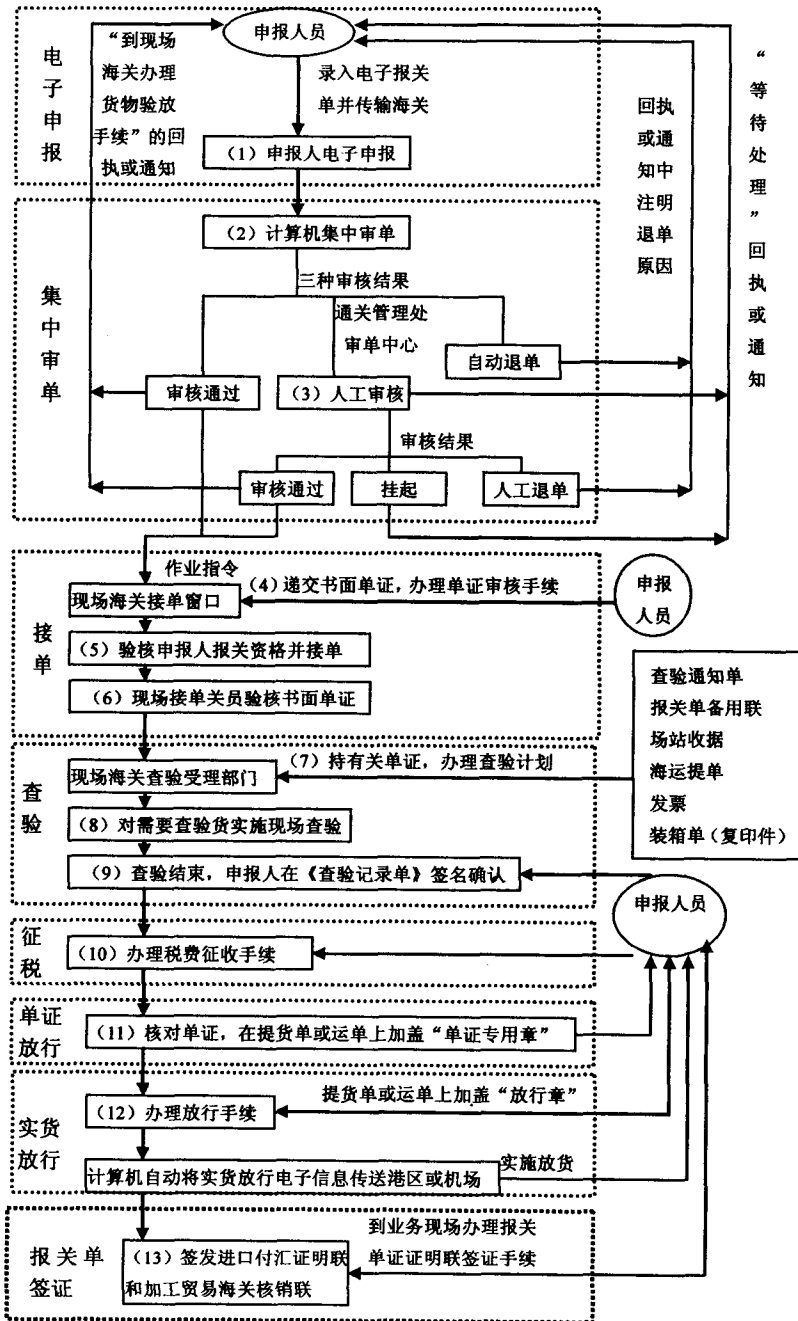 电子申报
“到现场
海关办理
货物验放
手续”的回
执或通知
申报人员
录入电子报关
单并传输海关
(1)申报人电子申报
回执
或通
知中
注明
退单
原因
“等待处理”回执或通知
集中审单
(2)计算机集中审单
三种审核结果
通关管理处
审单中心
自动退单
审核通过
(3)人工审核
审核结果
审核通过
挂起
人工退单
接单
作业指令
现场海关接单窗口
(4)递交书面单证，办理单证审核手续
申报
人员
(5)验核申报人报关资格并接单
(6)现场接单关员验核书面单证
查验通知单
报关单备用联
场站收据
海运提单
发票
装箱单（复印件）
查验
现场海关查验受理部门
(7)持有关单证，办理查验计划
(8)对需要查验货实施现场查验
(9)查验结束，申报人在《查验记录单》签名确认
申报人员
征税
(10)办理税费征收手续
单证
放行
(11)核对单证，在提货单或运单上加盖“单证专用章”
实货
放行
提货单或运单上加盖“放行章”
(12)办理放行手续
实施放货
计算机自动将实货放行电子信息传送港区或机场
报关单
签证
到业务现场办理报关
单证证明联签证手续
(13)签发进口付汇证明联
和加工贸易海关核销联